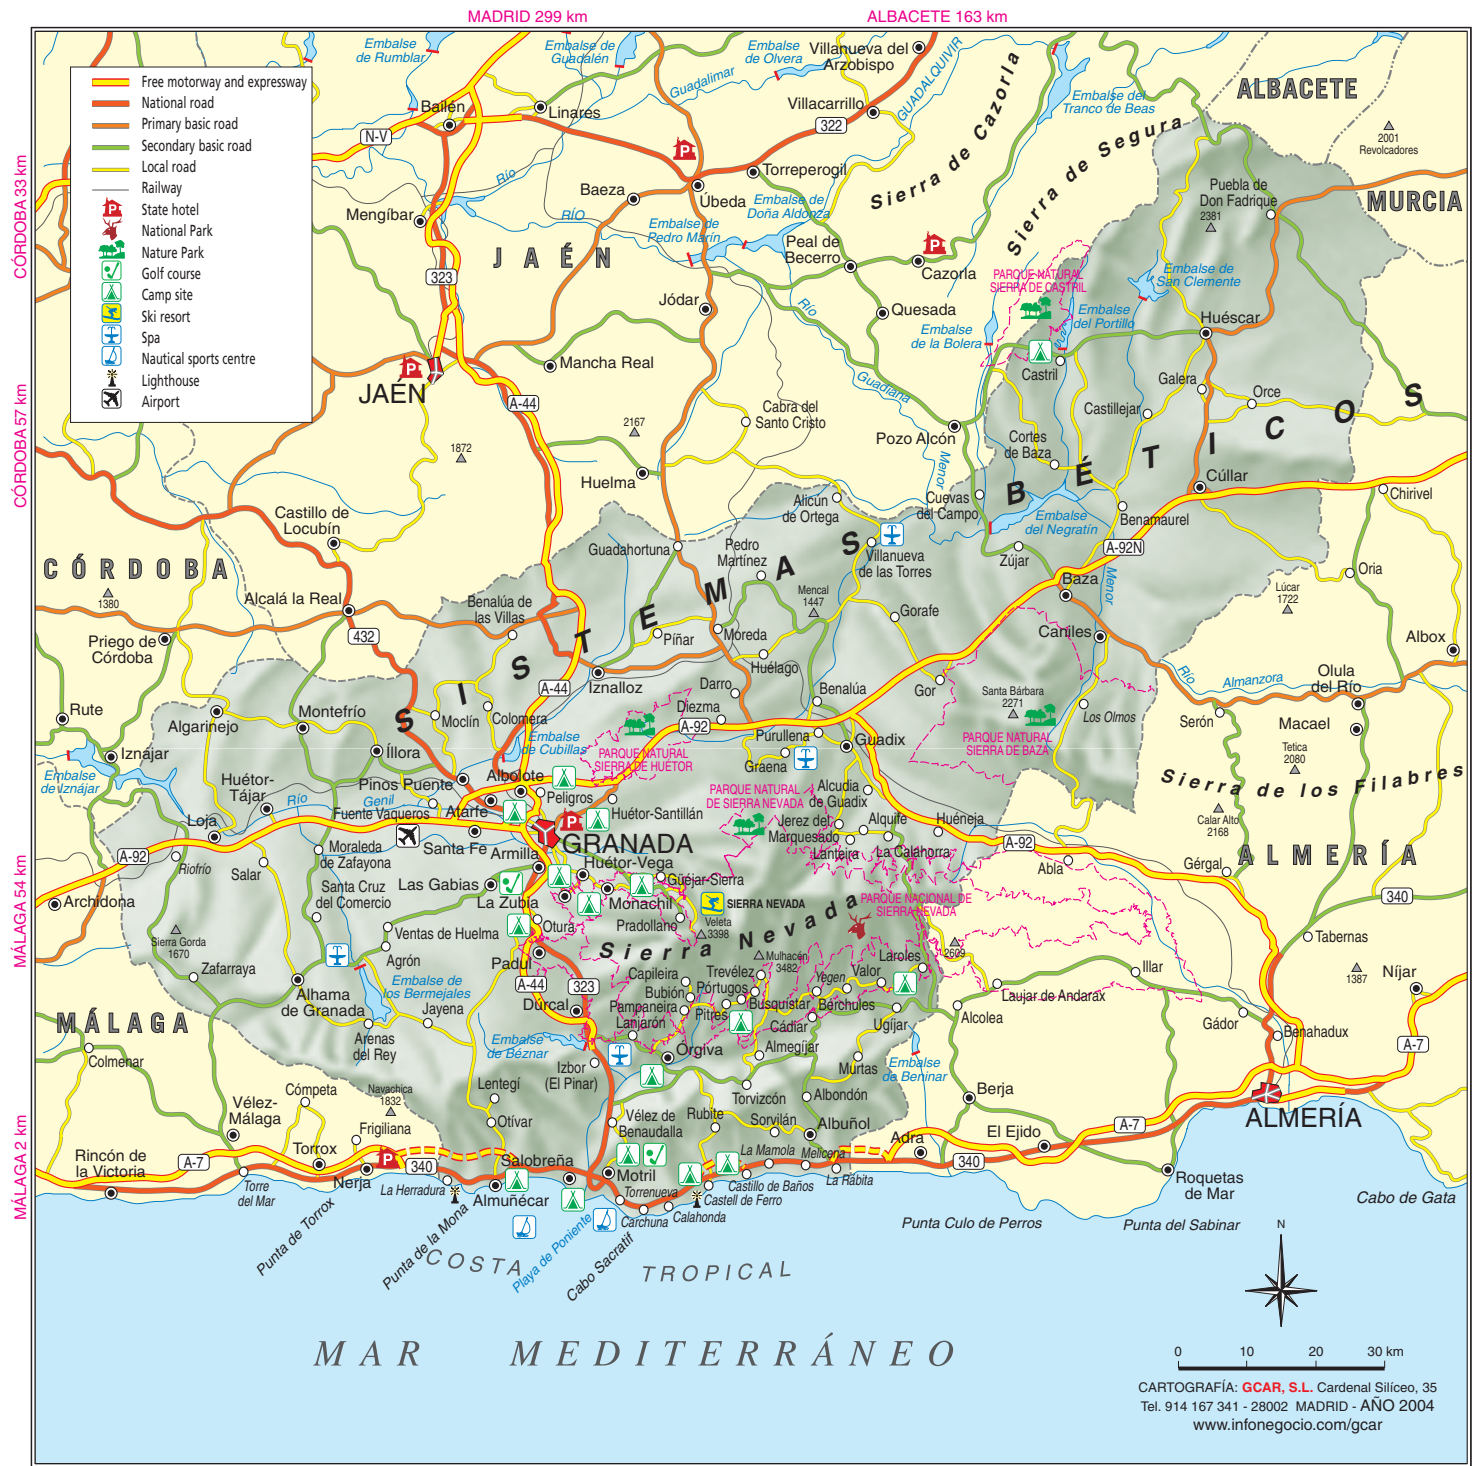 MADRID 299 km
ALBACETE 163 km
CÓRDOBA 33 km
CÓRDOBA 57 km
MÁLAGA 54 km
MÁLAGA 2 km
Free motorway and expressway
National road
Primary basic road
Secondary basic road
Local road
Railway
State hotel
National Park
Nature Park
Golf course
Camp site
Ski resort
Spa
Nautical sports centre
Lighthouse
Airport
Embalse
de Rumblar
Embalse de
Guadalén
Embalse
de Olvera
Villanueva del
Arzobispo
Guadalimar
GUADALQUIVIR
Sierra de Cazorla
Embalse del
Tranco de Beas
ALBACETE
2001
Revolcadores
Bailén
Linares
N-V
Villacarrillo
322
Sierra de Segura
Torreperogil
Río
Baeza
Úbeda
Embalse de
Doña Aldonza
Puebla de
Don Fadrique
2381
MURCIA
Mengíbar
RÍO
Embalse de
Pedro Marín
JAÉN
Peal de
Becerro
Cazorla
PARQUE NATURAL
SIERRA DE CASTRIL
Embalse de
San Clemente
323
Jódar
Río
Quesada
Embalse
de la Bolera
Embalse
del Portillo
Huéscar
Mancha Real
JAÉN
Guadiana
Castril
Galera
Orce
A-44
Cabra del
Santo Cristo
Castillejar
2167
1872
Pozo Alcón
Menor
Cortes
de Baza
SISTEMAS BÉTICOS
Huelma
Alicún
de Ortega
Cuevas
del Campo
Cúllar
Chirivel
Castillo de
Locubín
Embalse
del Negratín
Benamaurel
A-92N
CÓRDOBA
1380
Guadahortuna
Pedro
Martínez
Villanueva
de las Torres
Zújar
Baza
Menor
Oria
Alcalá la Real
Benalúa de
las Villas
Mencal
1447
Gorafe
Lúcar
1722
Priego de
Córdoba
432
Píñar
Moreda
Caniles
Albox
Huélago
Iznalloz
A-44
Darro
Benalúa
Gor
Santa Bárbara
2271
Río
Almanzora
Olula
del Río
Rute
Algarinejo
Montefrío
Moclín
Colomera
Diezma
Los Olmos
Serón
Macael
A-92
Purullena
Guadix
PARQUE NATURAL
SIERRA DE BAZA
Tetica
2080
Iznájar
Íllora
Embalse
de Cubillas
PARQUE NATURAL
SIERRA DE HUÉTOR
Graena
Embalse
de Iznájar
Huétor-
Tájar
Pinos Puente
Albolote
Peligros
PARQUE NATURAL
DE SIERRA NEVADA
Alcudia
de Guadix
Sierra de los Filabres
Río
Genil
Fuente Vaqueros
Atarfe
Huétor-Santillán
Jerez del
Marquesado
Alquife
Huéneja
Calar Alto
2168
Loja
Santa Fe
GRANADA
Lanteira
La Calahorra
A-92
A-92
Riofrío
Moraleda
de Zafayona
Armilla
Huétor-Vega
Abla
Gérgal
ALMERÍA
Salar
Las Gabias
Güéjar-Sierra
Archidona
Santa Cruz
del Comercio
La Zubia
Monachil
SIERRA NEVADA
PARQUE NACIONAL DE
SIERRA NEVADA
340
Sierra Gorda
1670
Ventas de Huelma
Otura
Pradollano
Veleta
3398
Sierra Nevada
Tabernas
Agrón
Padul
Mulhacén
3482
2609
Zafarraya
Laroles
Illar
1387
Níjar
Alhama
de Granada
Embalse de
los Bermejales
A-44
323
Capileira
Bubión
Trevélez
Pórtugos
Yegen
Valor
Busquístar
Bérchules
Laujar de Andarax
Dúrcal
Pampaneira
Lanjarón
Pitres
Cádiar
Ugíjar
Alcolea
MÁLAGA
Jayena
Gádor
Benahadux
Colmenar
Arenas
del Rey
Embalse
de Béznar
Órgiva
Almegíjar
Embalse
de Beninar
A-7
Izbor
(El Pinar)
Murtas
Cómpeta
Navachica
1832
Lentegí
Torvizcón
Albondón
Berja
Vélez-
Málaga
Otívar
Vélez de
Benaudalla
Rubite
Sorvilán
Albuñol
ALMERÍA
Frigiliana
Adra
El Ejido
A-7
Rincón de
la Victoria
A-7
Torrox
Nerja
340
Salobreña
La Mamola
Melicena
340
Torre
del Mar
La Herradura
Almuñécar
Motril
Torrenueva
Castillo de Baños
La Rábita
Roquetas
de Mar
Castell de Ferro
Carchuna
Calahonda
Cabo de Gata
Punta de Torrox
Punta de la Mona
Playa de Poniente
Cabo Sacratif
Punta Culo de Perros
Punta del Sabinar
COSTA TROPICAL
N
MAR MEDITERRÁNEO
0 10 20 30 km
CARTOGRAFÍA: GCAR, S.L. Cardenal Silíceo, 35
Tel. 914 167 341 - 28002 MADRID - AÑO 2004
www.infonegocio.com/gcar